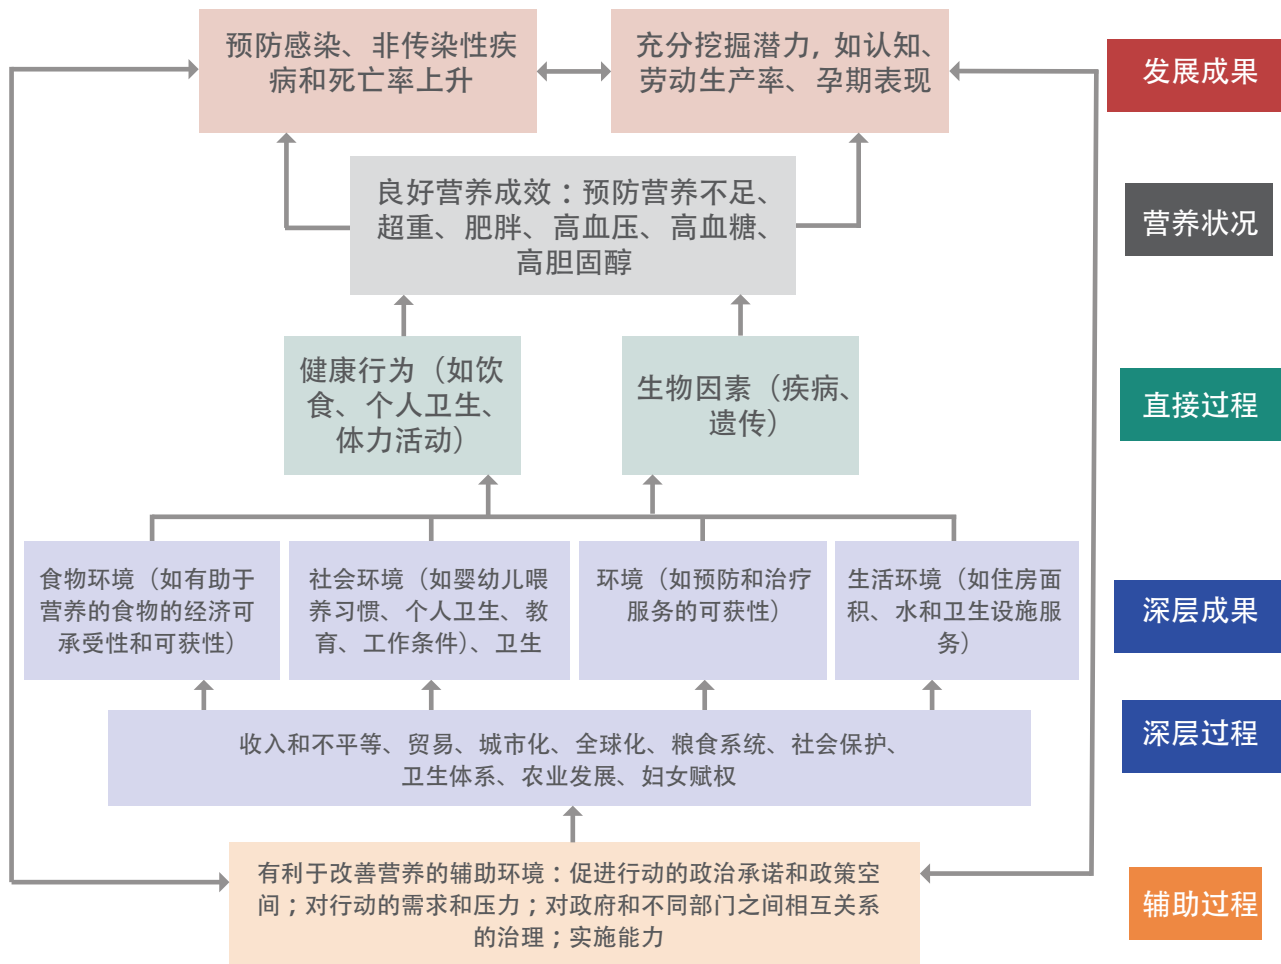 预防感染、非传染性疾
病和死亡率上升
充分挖掘潜力, 如认知、
劳动生产率、孕期表现
发展成果
良好营养成效：预防营养不足、
超重、肥胖、高血压、高血糖、
高胆固醇
营养状况
健康行为（如饮
食、个人卫生、
体力活动）
生物因素（疾病、
遗传）
直接过程
食物环境（如有助于
营养的食物的经济可
承受性和可获性）
社会环境（如婴幼儿喂
养习惯、个人卫生、教
育、工作条件）、卫生
环境（如预防和治疗
服务的可获性）
生活环境（如住房面
积、水和卫生设施服
务）
深层成果
收入和不平等、贸易、城市化、全球化、粮食系统、社会保护、
卫生体系、农业发展、妇女赋权
深层过程
有利于改善营养的辅助环境：促进行动的政治承诺和政策空
间；对行动的需求和压力；对政府和不同部门之间相互关系
的治理；实施能力
辅助过程